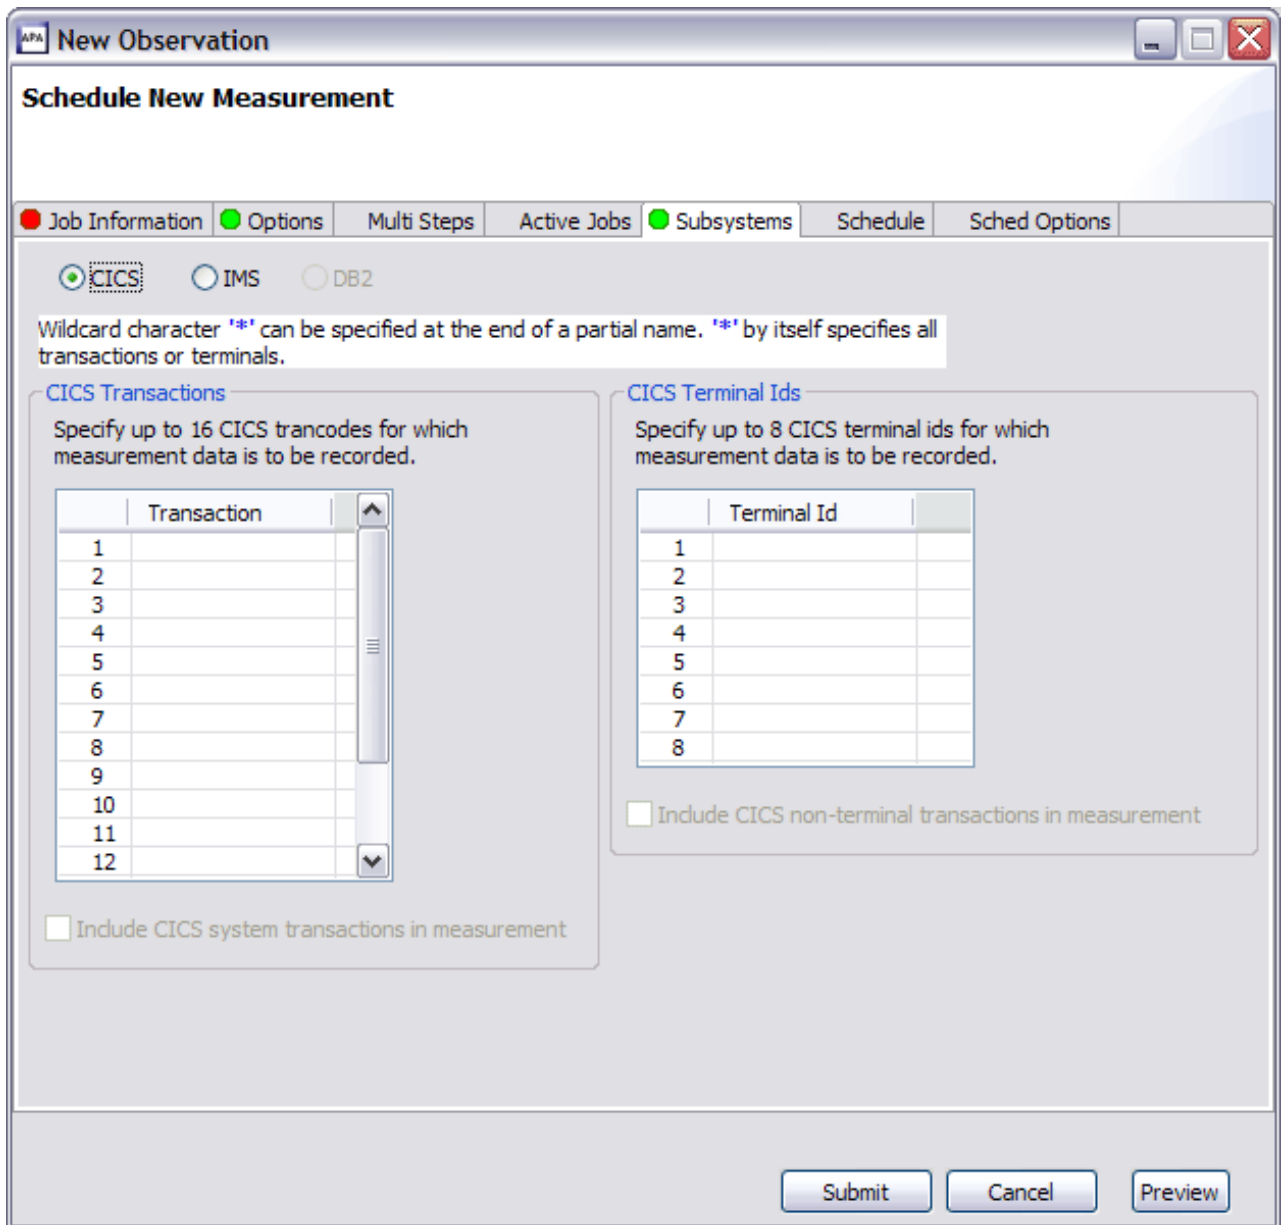 APA New Observation
Schedule New Measurement
Job Information Options Multi Steps Active Jobs Subsystems Schedule Sched Options
CICS IMS DB2
Wildcard character '*' can be specified at the end of a partial name. '*' by itself specifies all
transactions or terminals.
CICS Transactions
Specify up to 16 CICS trancodes for which
measurement data is to be recorded.
Transaction
1
2
3
4
5
6
7
8
9
10
11
12
Include CICS system transactions in measurement
CICS Terminal Ids
Specify up to 8 CICS terminal ids for which
measurement data is to be recorded.
Terminal Id
1
2
3
4
5
6
7
8
Include CICS non-terminal transactions in measurement
Submit Cancel Preview